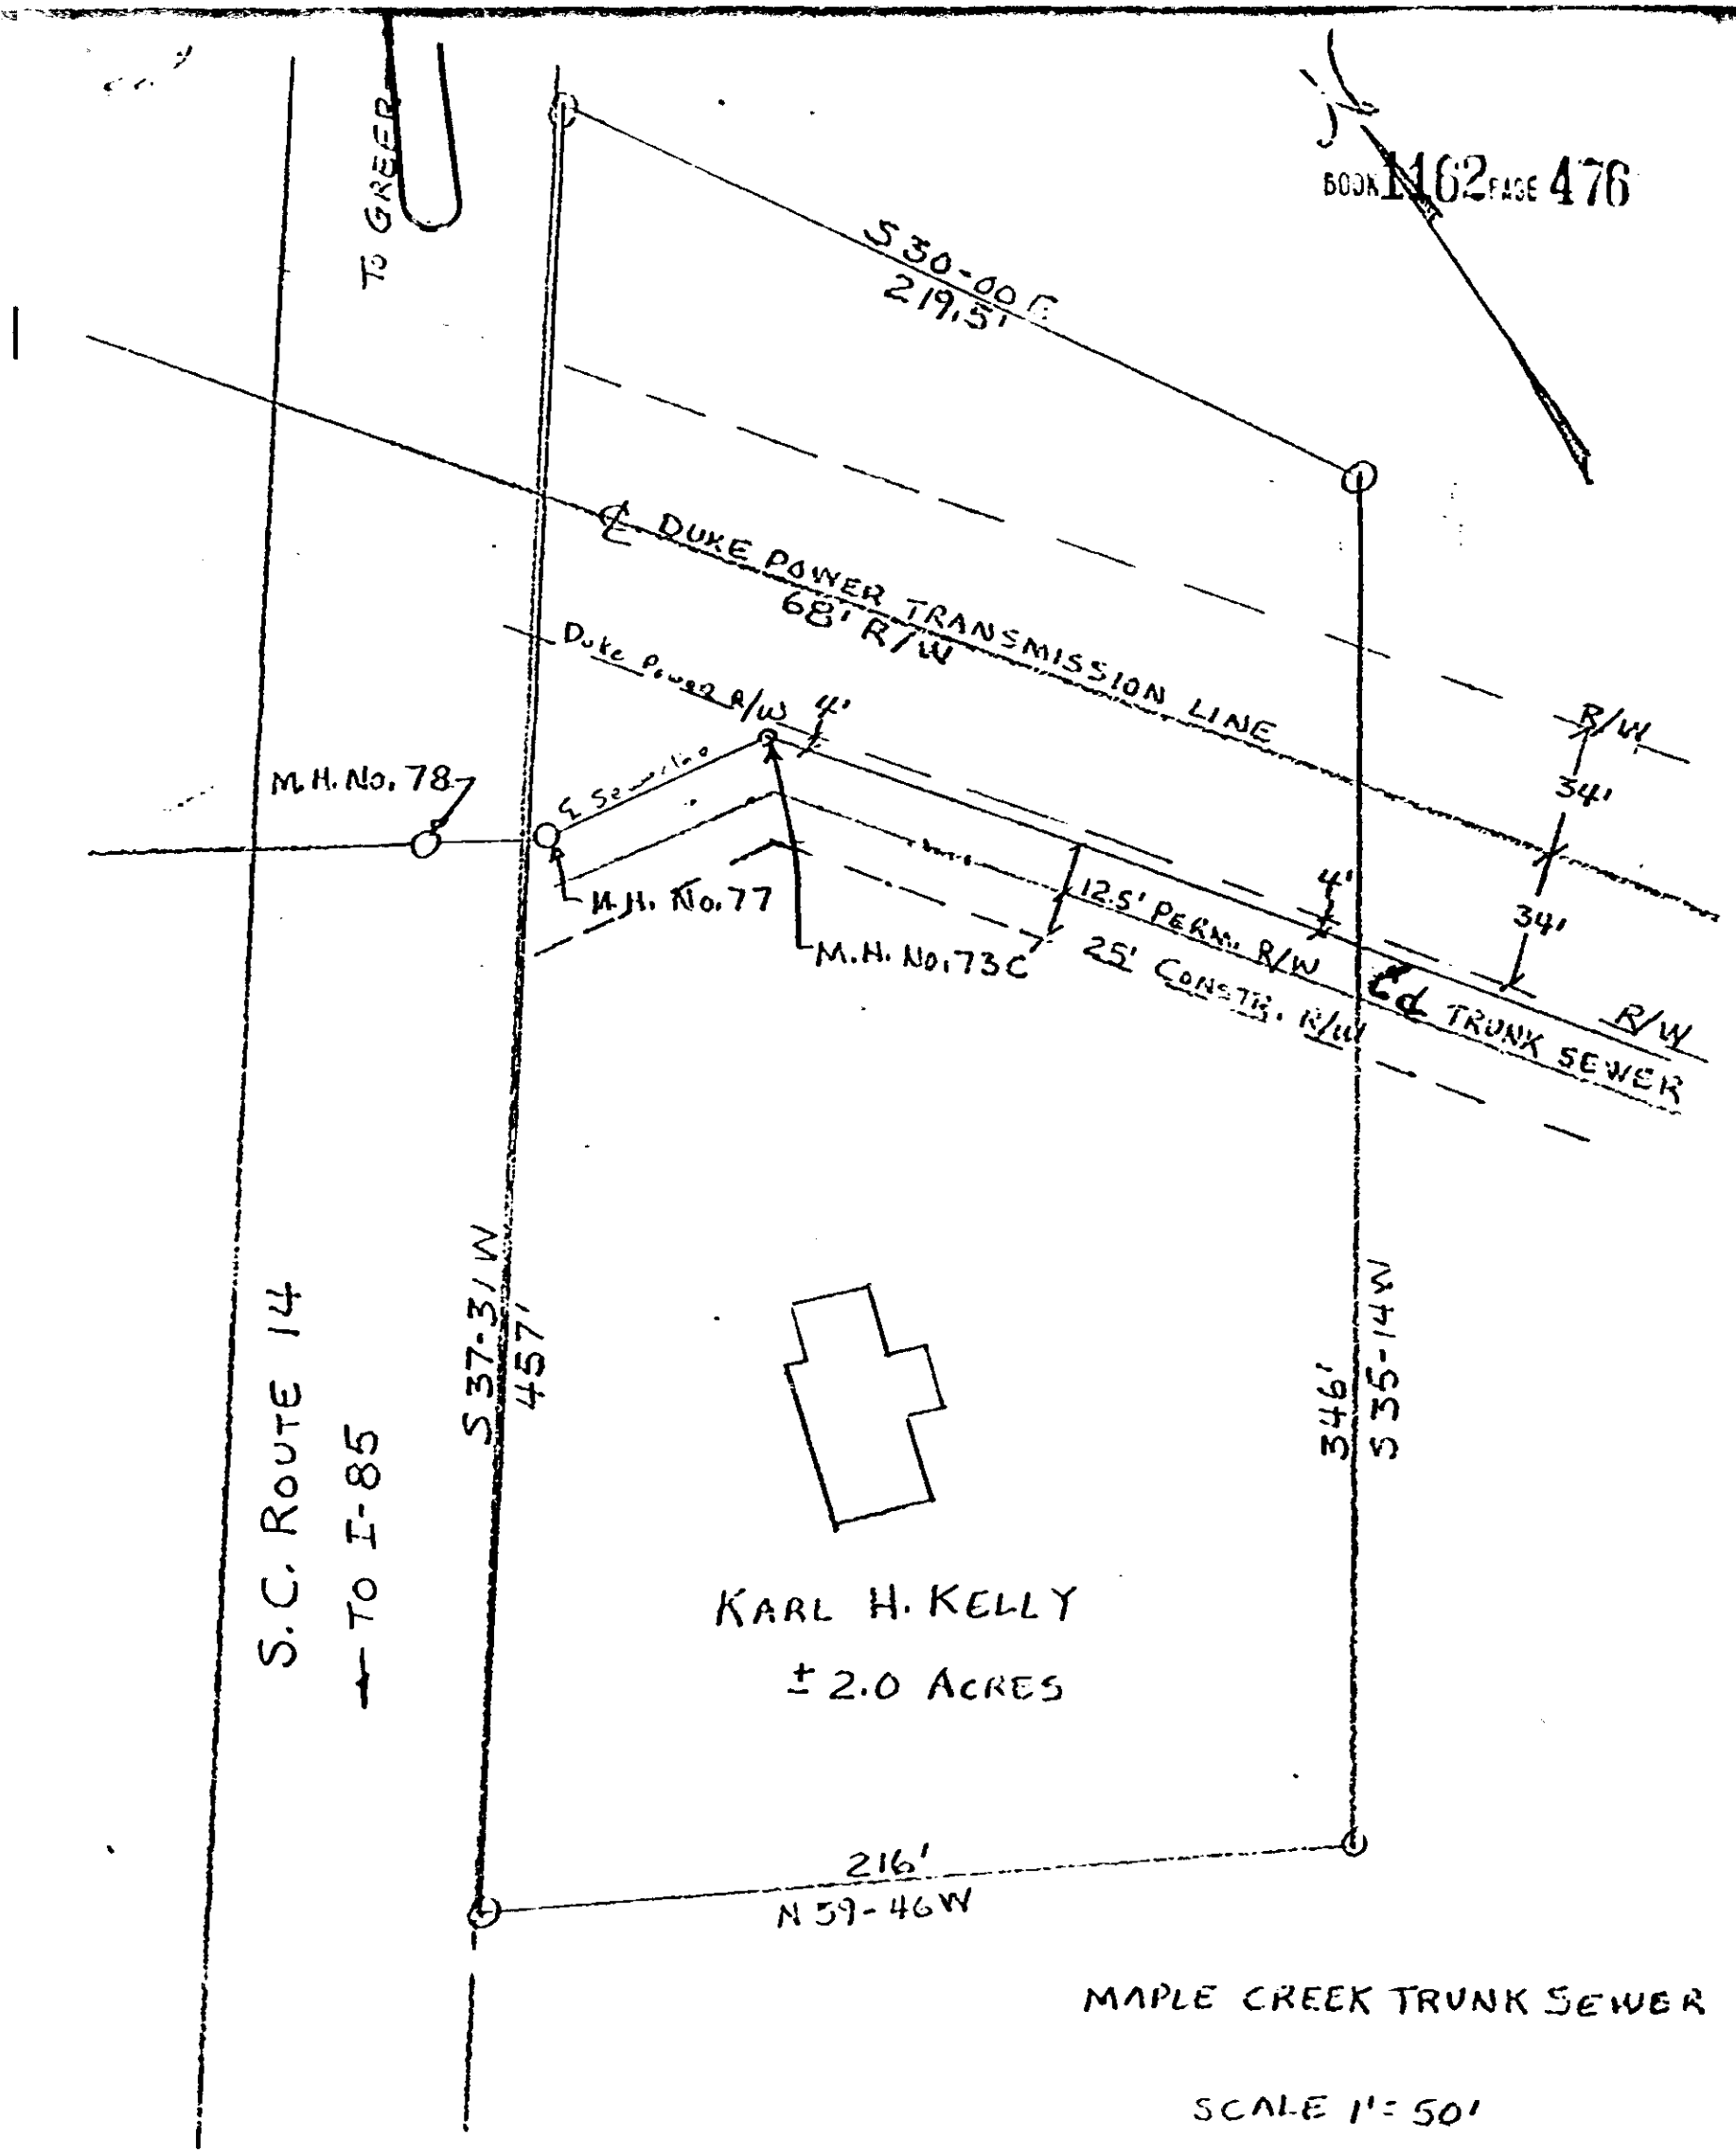 BOOK 1162 PAGE 476
TO GREER
S 30-00 E
219.5'
℄ DUKE POWER TRANSMISSION LINE
68' R/W
Duke Power R/W
4'
R/W
34'
34'
M.H. No. 78
M.H. No. 77
M.H. No. 73C
4'
12.5' PERM. R/W
25' CONSTR. R/W
R/W
TRUNK SEWER
S 37-31 W
457'
346'
S 35-14 W
S.C. ROUTE 14
TO I-85
KARL H. KELLY
± 2.0 ACRES
216'
N 59-46 W
MAPLE CREEK TRUNK SEWER
SCALE 1"= 50'